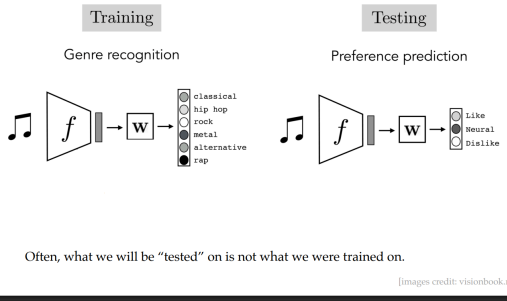 Training
Testing
Genre recognition
Preference prediction
f
W
classical
hip hop
rock
metal
alternative
rap
f
W
Like
Neural
Dislike
Often, what we will be “tested” on is not what we were trained on.
[images credit: visionbook.